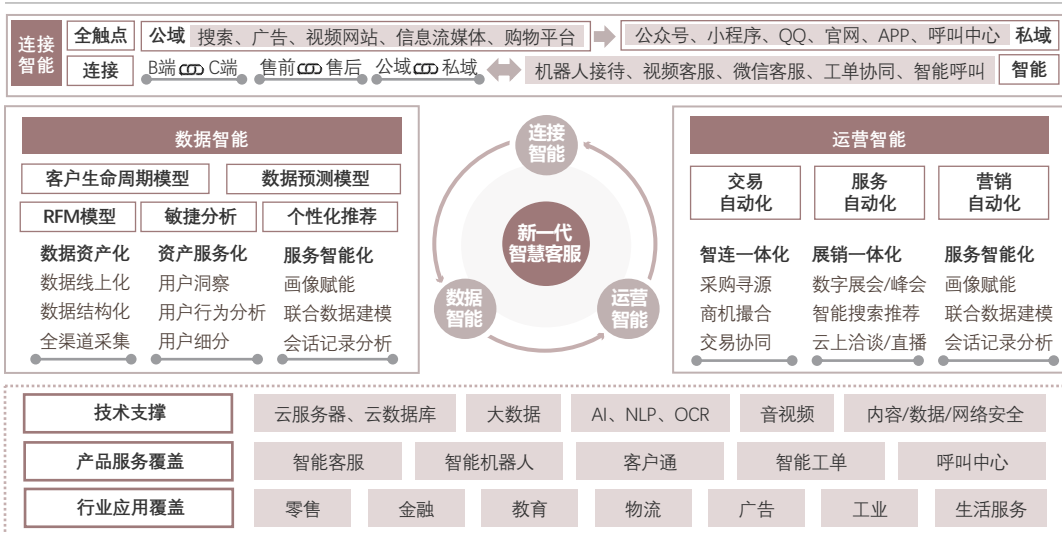 连接
智能
全触点
公域 搜索、广告、视频网站、信息流媒体、购物平台
公众号、小程序、QQ、官网、APP、呼叫中心 私域
连接
B端 C端 售前 售后 公域 私域
机器人接待、视频客服、微信客服、工单协同、智能呼叫 智能
数据智能
客户生命周期模型 数据预测模型
RFM模型 敏捷分析 个性化推荐
数据资产化 资产服务化 服务智能化
数据线上化 用户洞察 画像赋能
数据结构化 用户行为分析 联合数据建模
全渠道采集 用户细分 会话记录分析
连接
智能
新一代
智慧客服
数据
智能
运营
智能
运营智能
交易
自动化
服务
自动化
营销
自动化
智连一体化 展销一体化 服务智能化
采购寻源 数字展会/峰会 画像赋能
商机撮合 智能搜索推荐 联合数据建模
交易协同 云上洽谈/直播 会话记录分析
技术支撑 云服务器、云数据库 大数据 AI、NLP、OCR 音视频 内容/数据/网络安全
产品服务覆盖 智能客服 智能机器人 客户通 智能工单 呼叫中心
行业应用覆盖 零售 金融 教育 物流 广告 工业 生活服务